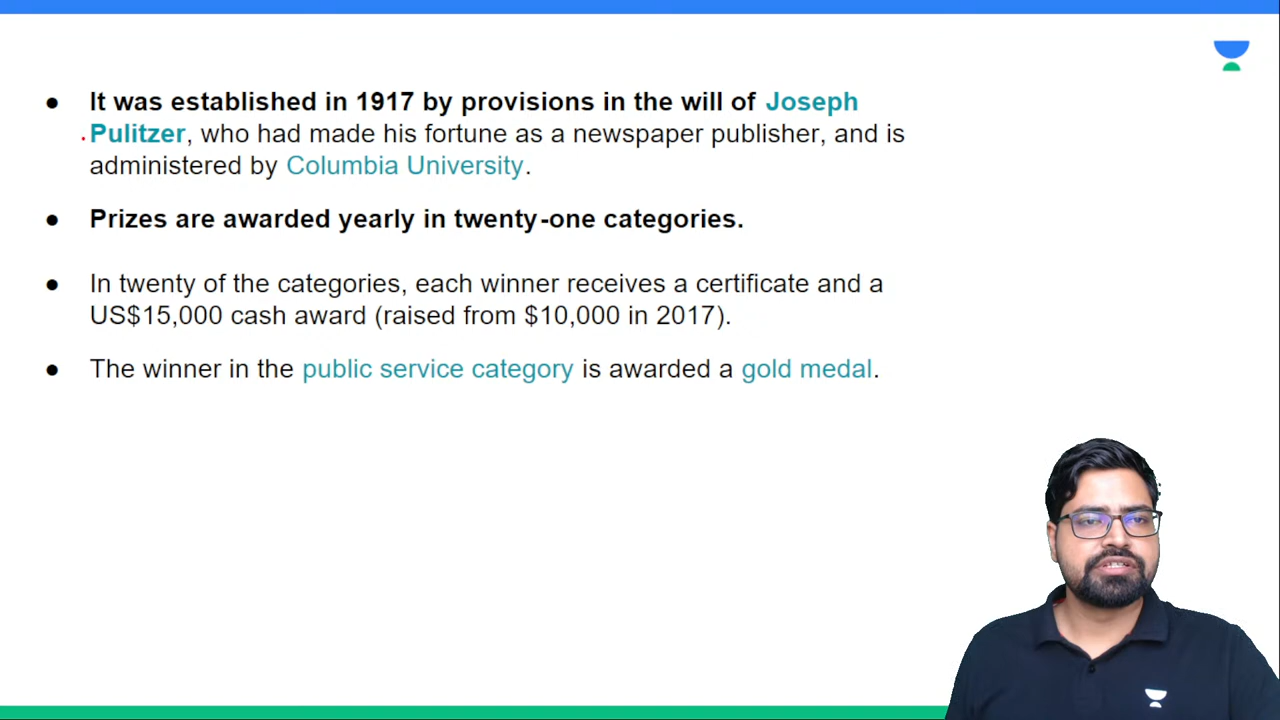 ● It was established in 1917 by provisions in the will of Joseph
Pulitzer, who had made his fortune as a newspaper publisher, and is
administered by Columbia University.
● Prizes are awarded yearly in twenty-one categories.
● In twenty of the categories, each winner receives a certificate and a
US$15,000 cash award (raised from $10,000 in 2017).
● The winner in the public service category is awarded a gold medal.